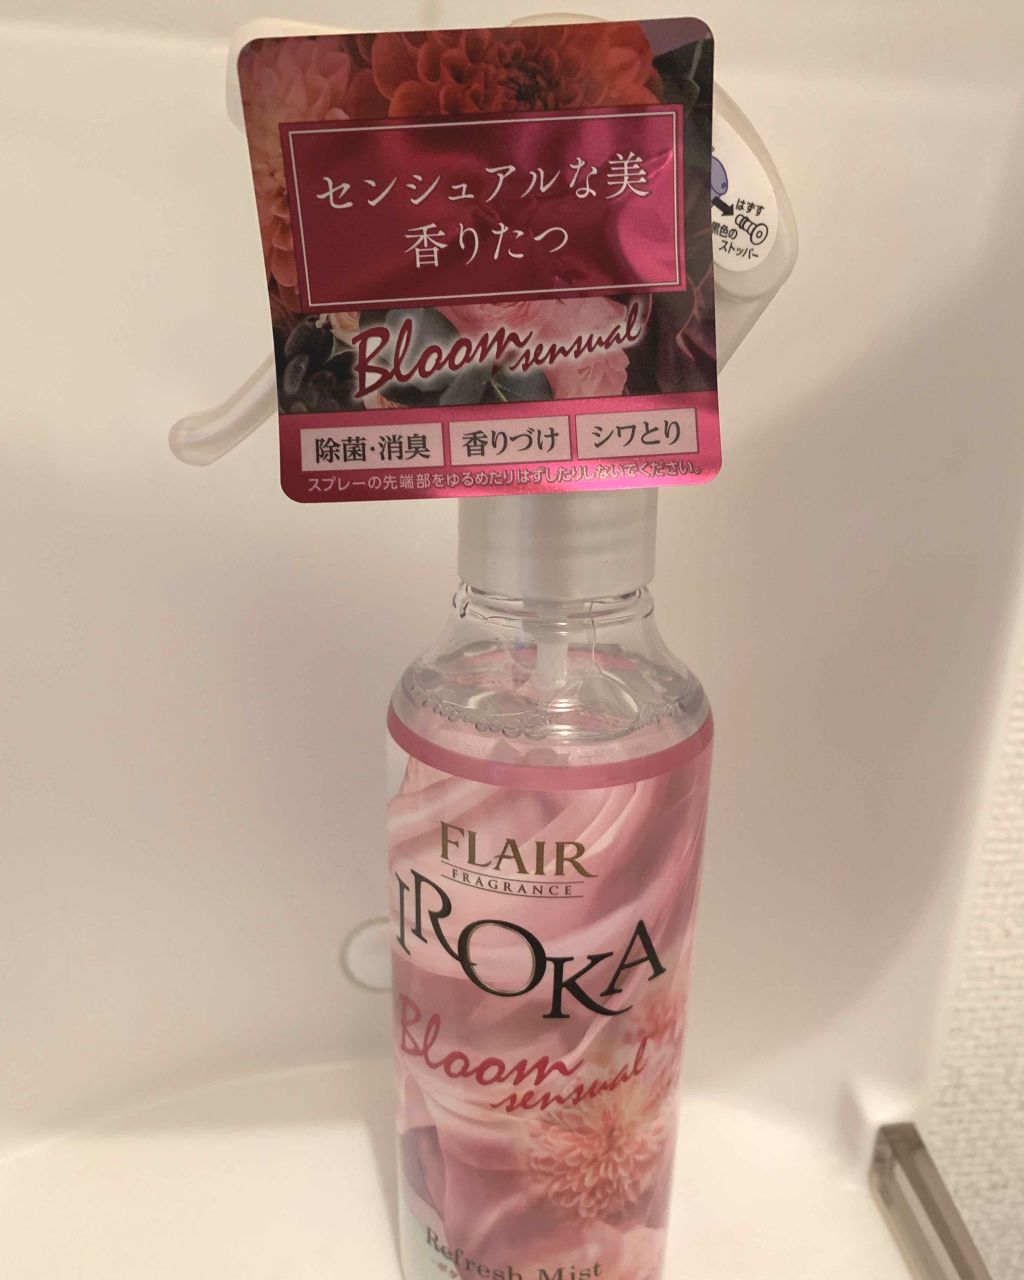 センシュアルな美
香りたつ
Bloom
sensual
除菌・消臭 香りづけ シワとり
スプレーの先端部をゆるめたりはずしたりしないでください。
はずす
黒色の
ストッパー
FLAIR
FRAGRANCE
IROKA
Bloom
sensual
Refresh Mist